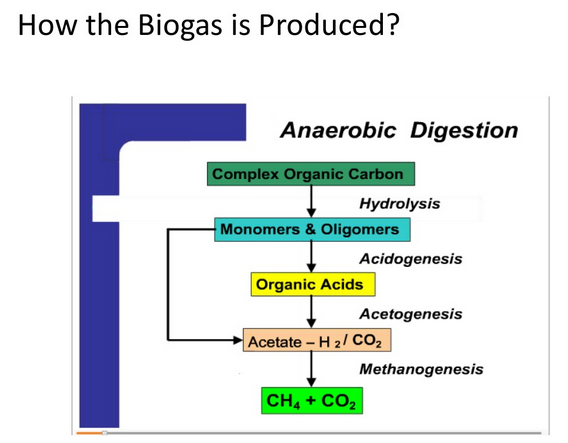 How the Biogas is Produced?
Anaerobic Digestion
Complex Organic Carbon
Hydrolysis
Monomers & Oligomers
Acidogenesis
Organic Acids
Acetogenesis
Acetate – H 2/ CO₂
Methanogenesis
CH₄ + CO₂